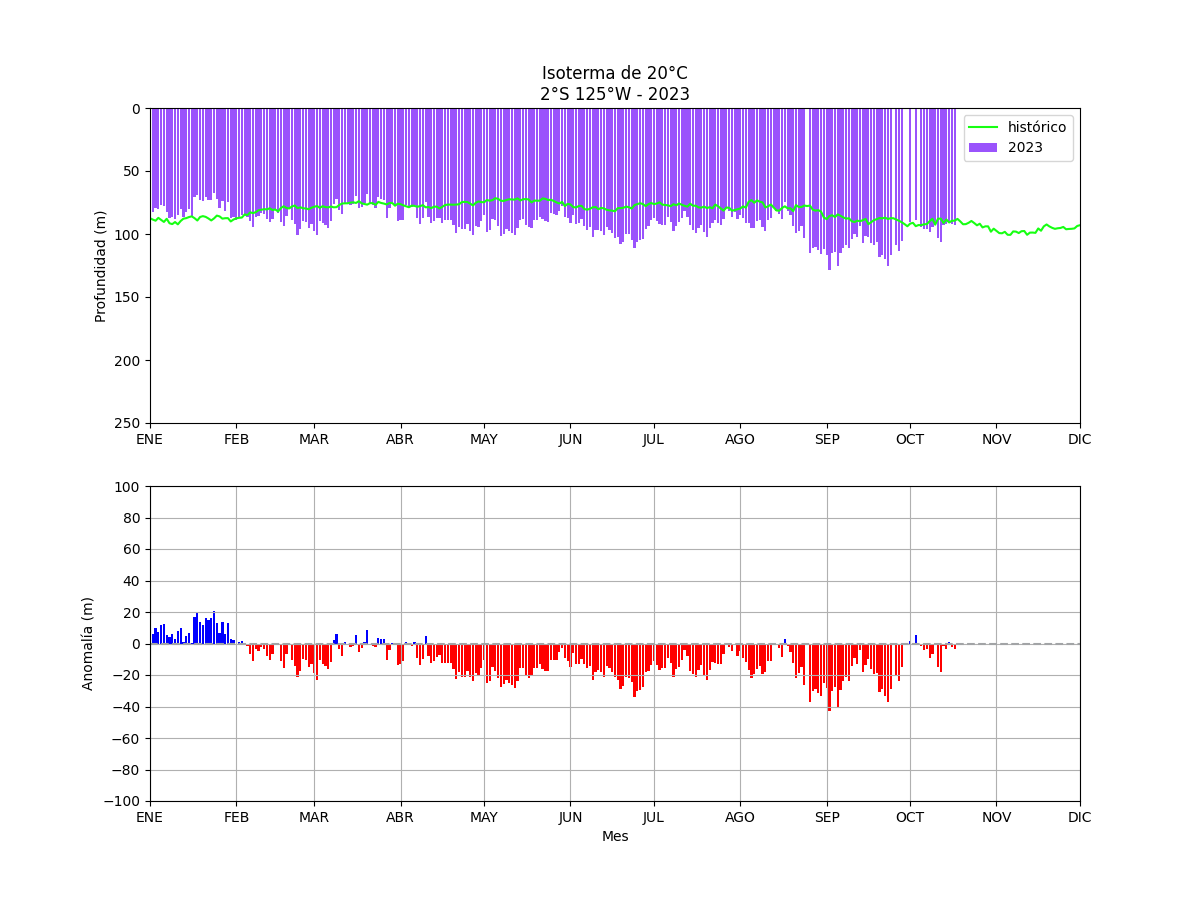 Isoterma de 20°C
2°S 125°W - 2023
0
50
100
150
200
250
Profundidad (m)
histórico
2023
ENE FEB MAR ABR MAY JUN JUL AGO SEP OCT NOV DIC
100
80
60
40
20
0
−20
−40
−60
−80
−100
Anomalía (m)
ENE FEB MAR ABR MAY JUN JUL AGO SEP OCT NOV DIC
Mes